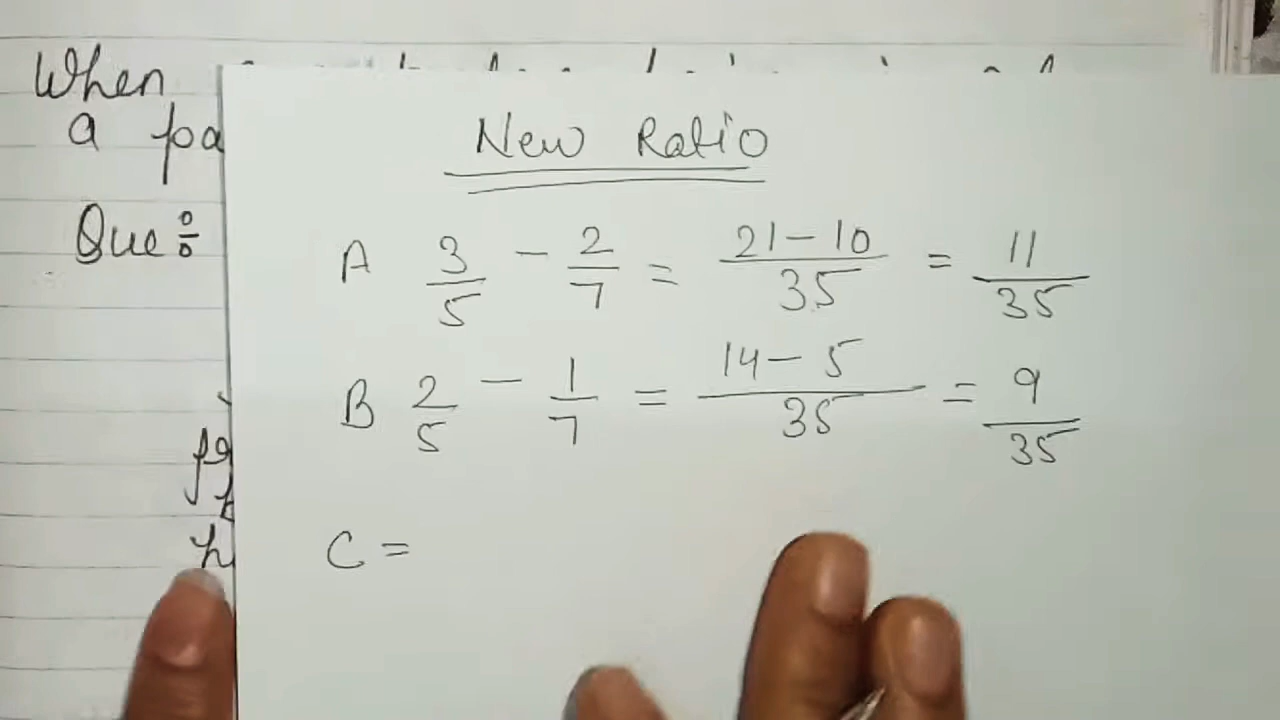 When
a pa
Que:
New Ratio
A 3/5 - 2/7 = 21-10/35 = 11/35
B 2/5 - 1/7 = 14-5/35 = 9/35
C =